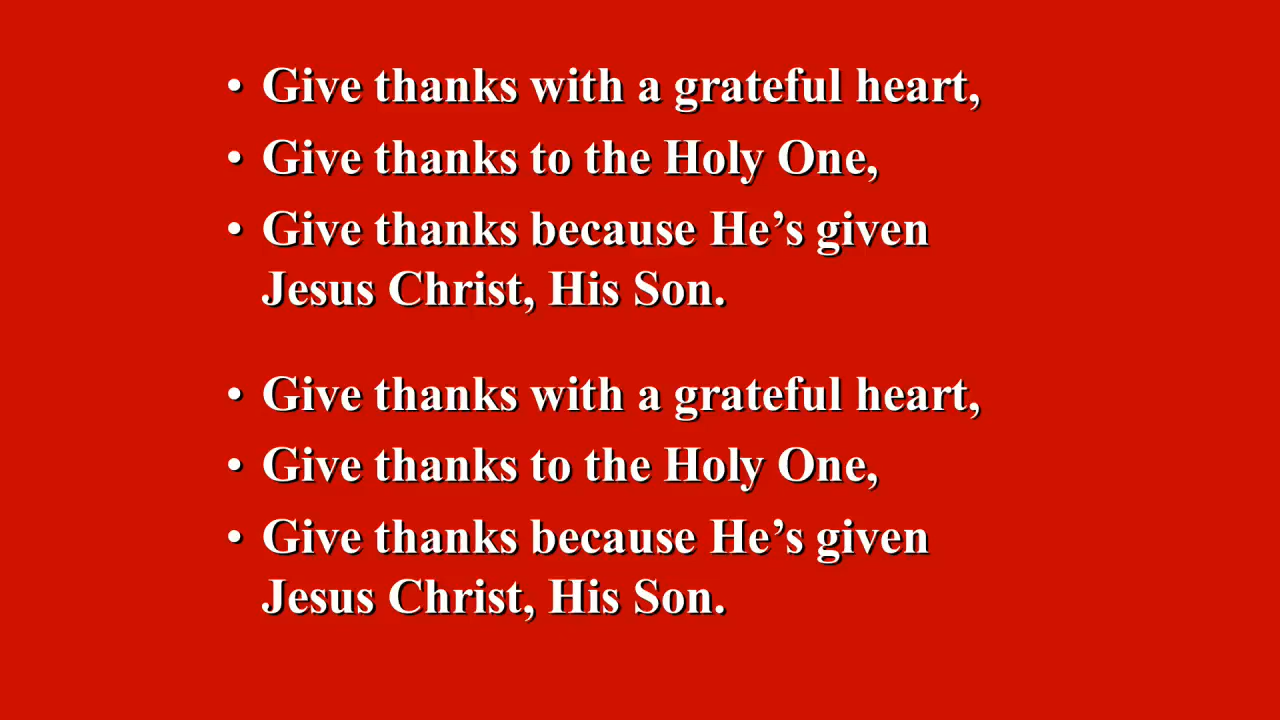 • Give thanks with a grateful heart,
• Give thanks to the Holy One,
• Give thanks because He’s given
Jesus Christ, His Son.
• Give thanks with a grateful heart,
• Give thanks to the Holy One,
• Give thanks because He’s given
Jesus Christ, His Son.